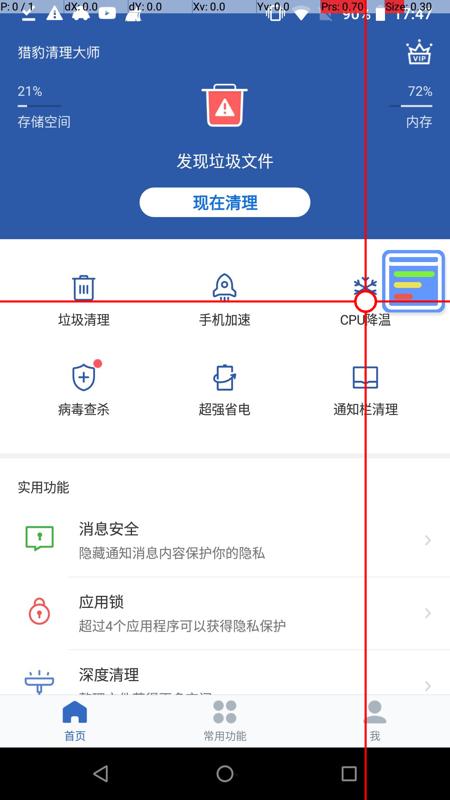 P: 0 / 1 dX: 0.0 dY: 0.0 Xv: 0.0 Yv: 0.0 Prs: 0.70 Size: 0.30
90% 17:47
猎豹清理大师
VIP
21%
存储空间
72%
内存
发现垃圾文件
现在清理
垃圾清理 手机加速 CPU降温
病毒查杀 超强省电 通知栏清理
实用功能
消息安全
隐藏通知消息内容保护你的隐私
应用锁
超过4个应用程序可以获得隐私保护
深度清理
首页 常用功能 我